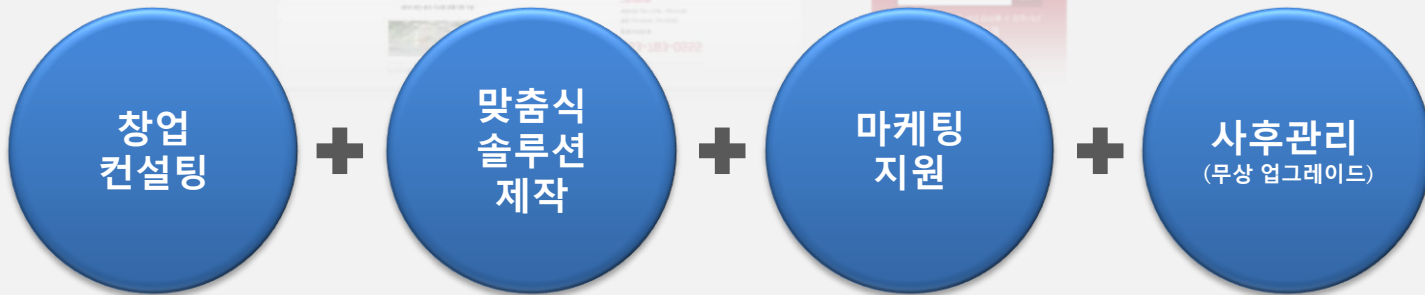 창업
컨설팅
맞춤식
솔루션
제작
마케팅
지원
사후관리
(무상 업그레이드)